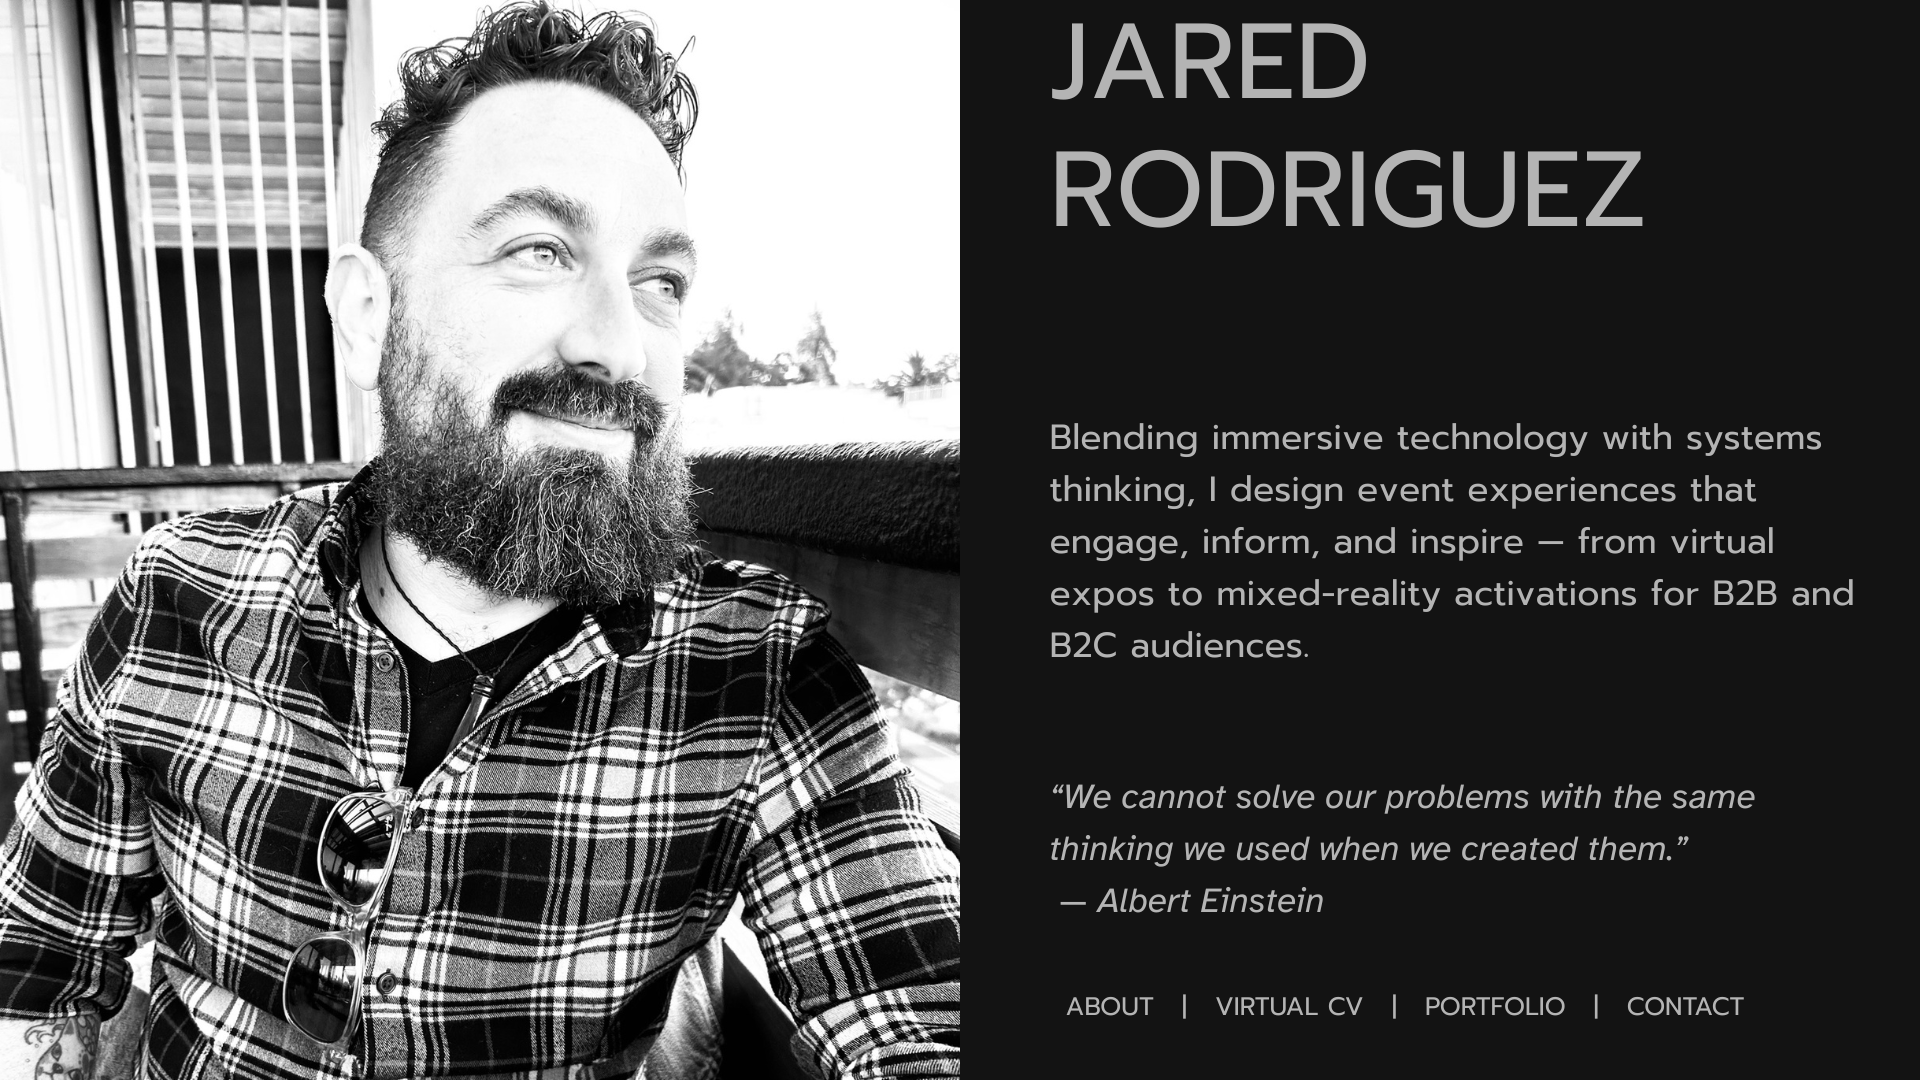 JARED
RODRIGUEZ
Blending immersive technology with systems
thinking, I design event experiences that
engage, inform, and inspire — from virtual
expos to mixed-reality activations for B2B and
B2C audiences.
“We cannot solve our problems with the same
thinking we used when we created them.”
— Albert Einstein
ABOUT | VIRTUAL CV | PORTFOLIO | CONTACT